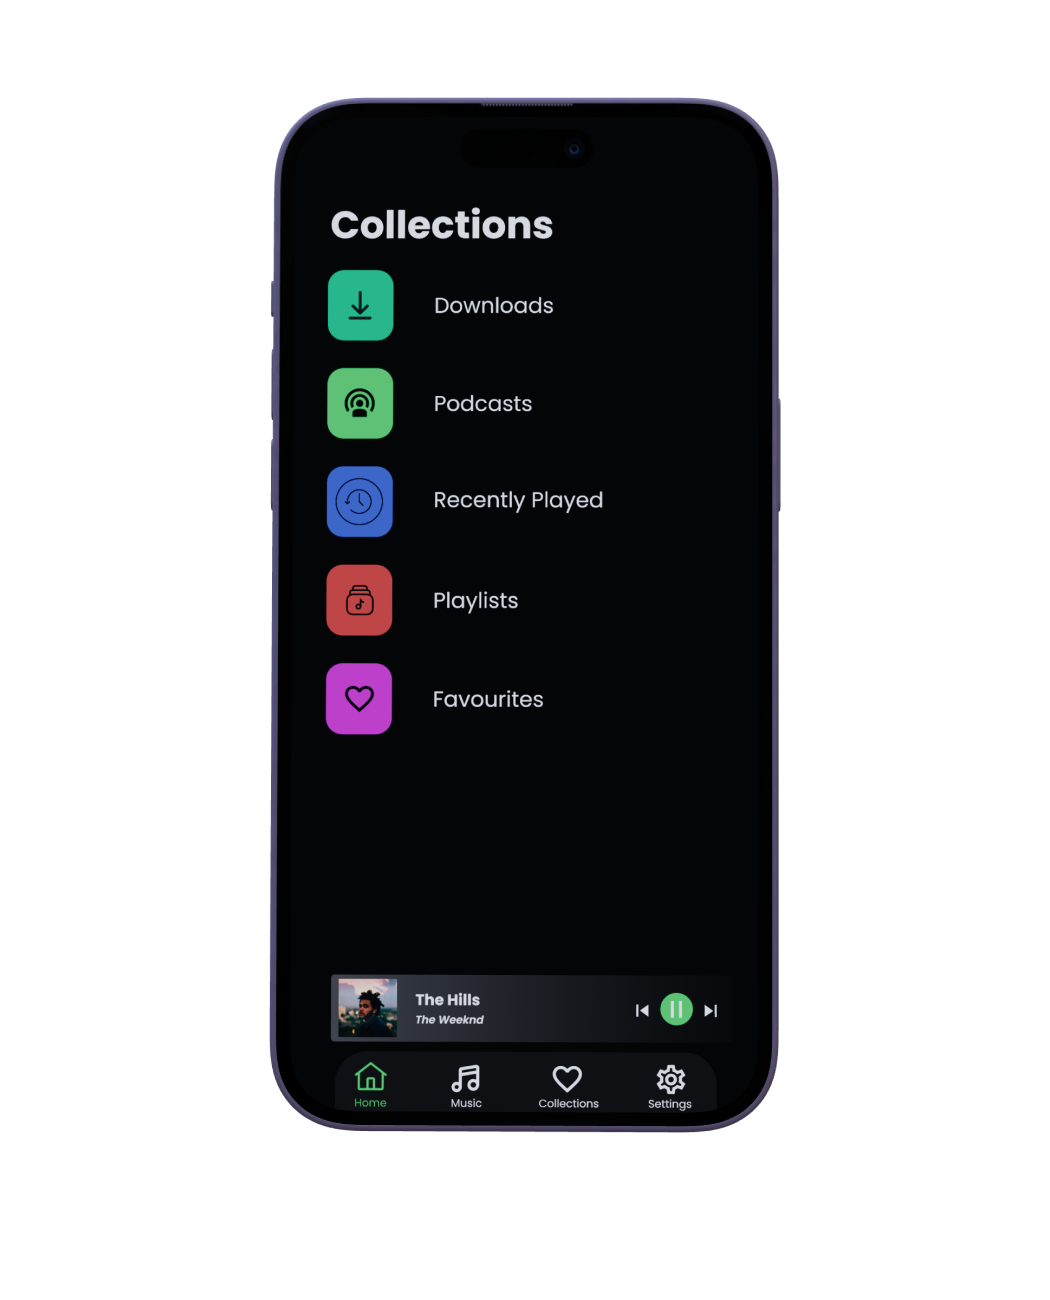 Collections
Downloads
Podcasts
Recently Played
Playlists
Favourites
The Hills
The Weeknd
Home
Music
Collections
Settings